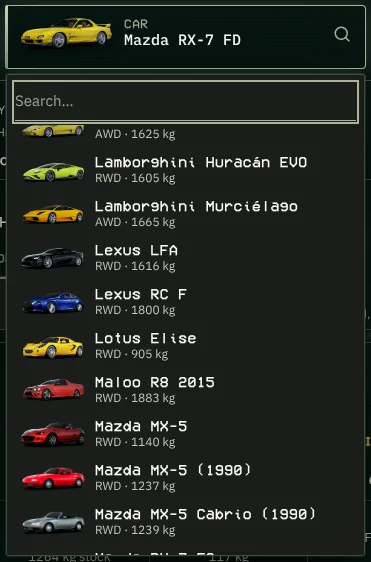 CAR
Mazda RX-7 FD
Search...
AWD · 1625 kg
Lamborghini Huracán EVO
RWD · 1605 kg
Lamborghini Murciélago
AWD · 1665 kg
Lexus LFA
RWD · 1616 kg
Lexus RC F
RWD · 1800 kg
Lotus Elise
RWD · 905 kg
Maloo R8 2015
RWD · 1883 kg
Mazda MX-5
RWD · 1140 kg
Mazda MX-5 (1990)
RWD · 1237 kg
Mazda MX-5 Cabrio (1990)
RWD · 1239 kg